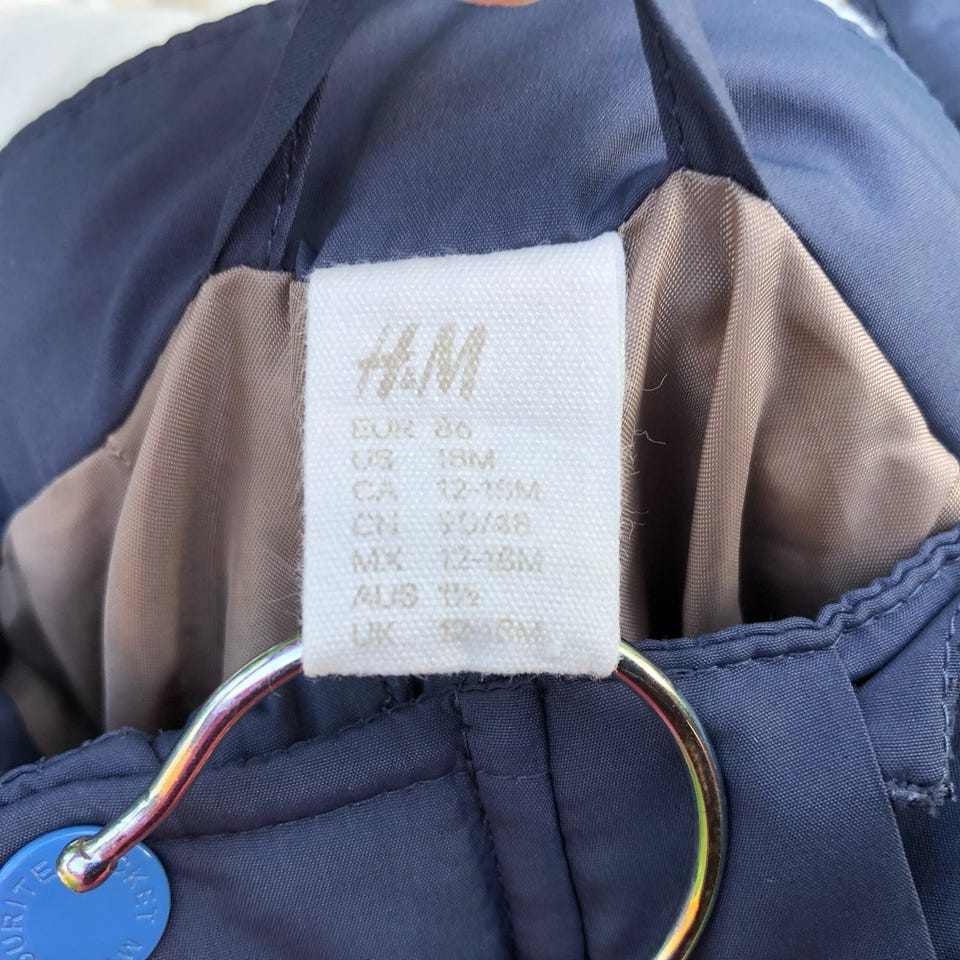 H&M
EUR 86
US 18M
CA 12-18M
CN 90/48
MX 12-18M
AUS 1½
UK 12-18M